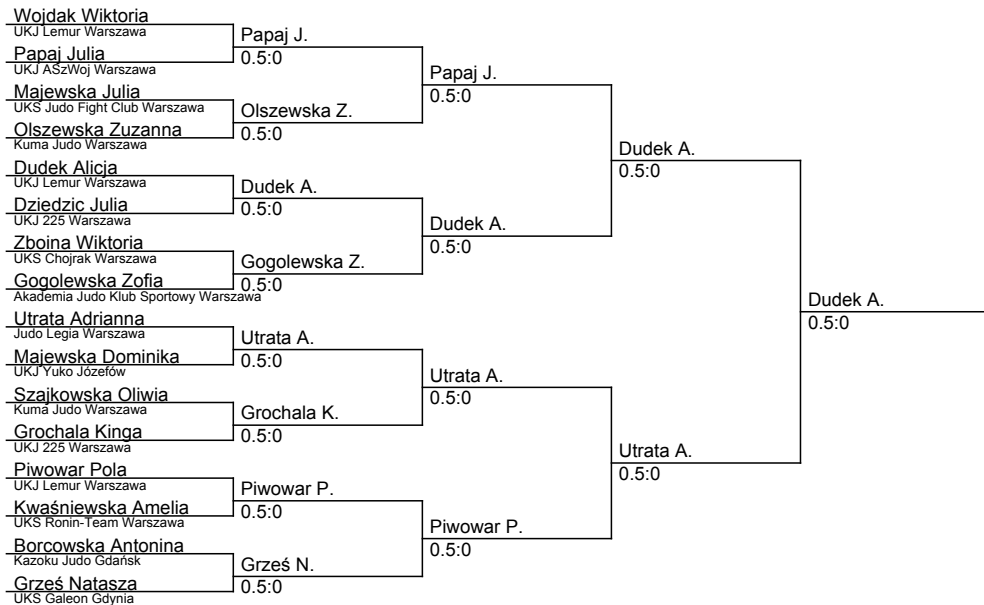 Wojdak Wiktoria
UKJ Lemur Warszawa
Papaj Julia
UKJ ASzWoj Warszawa
Majewska Julia
UKS Judo Fight Club Warszawa
Olszewska Zuzanna
Kuma Judo Warszawa
Dudek Alicja
UKJ Lemur Warszawa
Dziedzic Julia
UKJ 225 Warszawa
Zboina Wiktoria
UKS Chojrak Warszawa
Gogolewska Zofia
Akademia Judo Klub Sportowy Warszawa
Utrata Adrianna
Judo Legia Warszawa
Majewska Dominika
UKJ Yuko Józefów
Szajkowska Oliwia
Kuma Judo Warszawa
Grochala Kinga
UKJ 225 Warszawa
Piwowar Pola
UKJ Lemur Warszawa
Kwaśniewska Amelia
UKS Ronin-Team Warszawa
Borcowska Antonina
Kazoku Judo Gdańsk
Grześ Natasza
UKS Galeon Gdynia
Papaj J.
0.5:0
Olszewska Z.
0.5:0
Dudek A.
0.5:0
Gogolewska Z.
0.5:0
Utrata A.
0.5:0
Grochala K.
0.5:0
Piwowar P.
0.5:0
Grześ N.
0.5:0
Papaj J.
0.5:0
Dudek A.
0.5:0
Utrata A.
0.5:0
Piwowar P.
0.5:0
Dudek A.
0.5:0
Utrata A.
0.5:0
Dudek A.
0.5:0